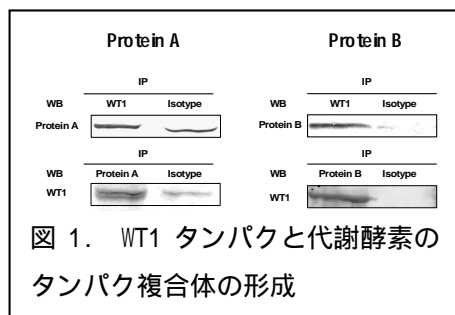 Protein A Protein B
IP IP
WB WT1 Isotype WB WT1 Isotype
Protein A Protein B
IP IP
WB Protein A Isotype WB Protein B Isotype
WT1 WT1
図 1. WT1 タンパクと代謝酵素の
タンパク複合体の形成